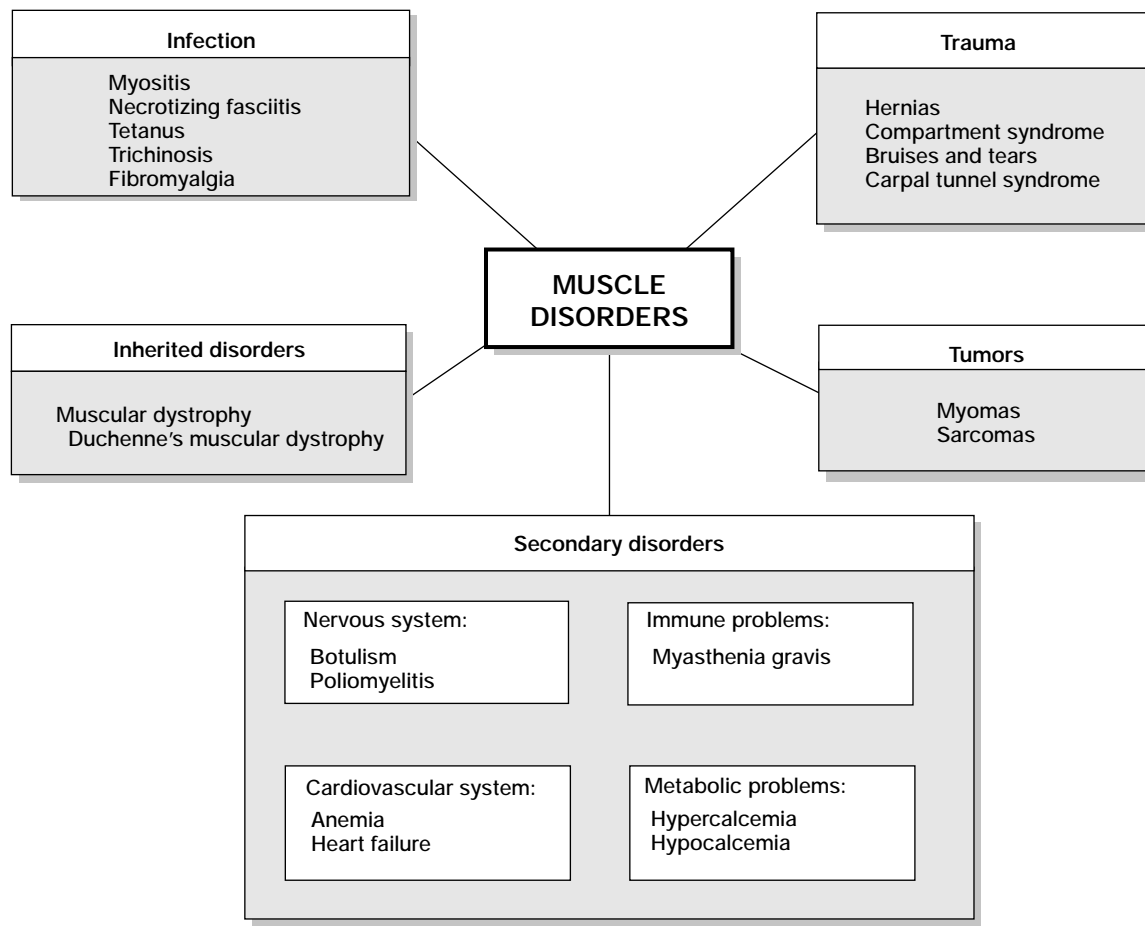 Infection
Myositis
Necrotizing fasciitis
Tetanus
Trichinosis
Fibromyalgia
Trauma
Hernias
Compartment syndrome
Bruises and tears
Carpal tunnel syndrome
MUSCLE
DISORDERS
Inherited disorders
Muscular dystrophy
Duchenne’s muscular dystrophy
Tumors
Myomas
Sarcomas
Secondary disorders
Nervous system:
Botulism
Poliomyelitis
Immune problems:
Myasthenia gravis
Cardiovascular system:
Anemia
Heart failure
Metabolic problems:
Hypercalcemia
Hypocalcemia